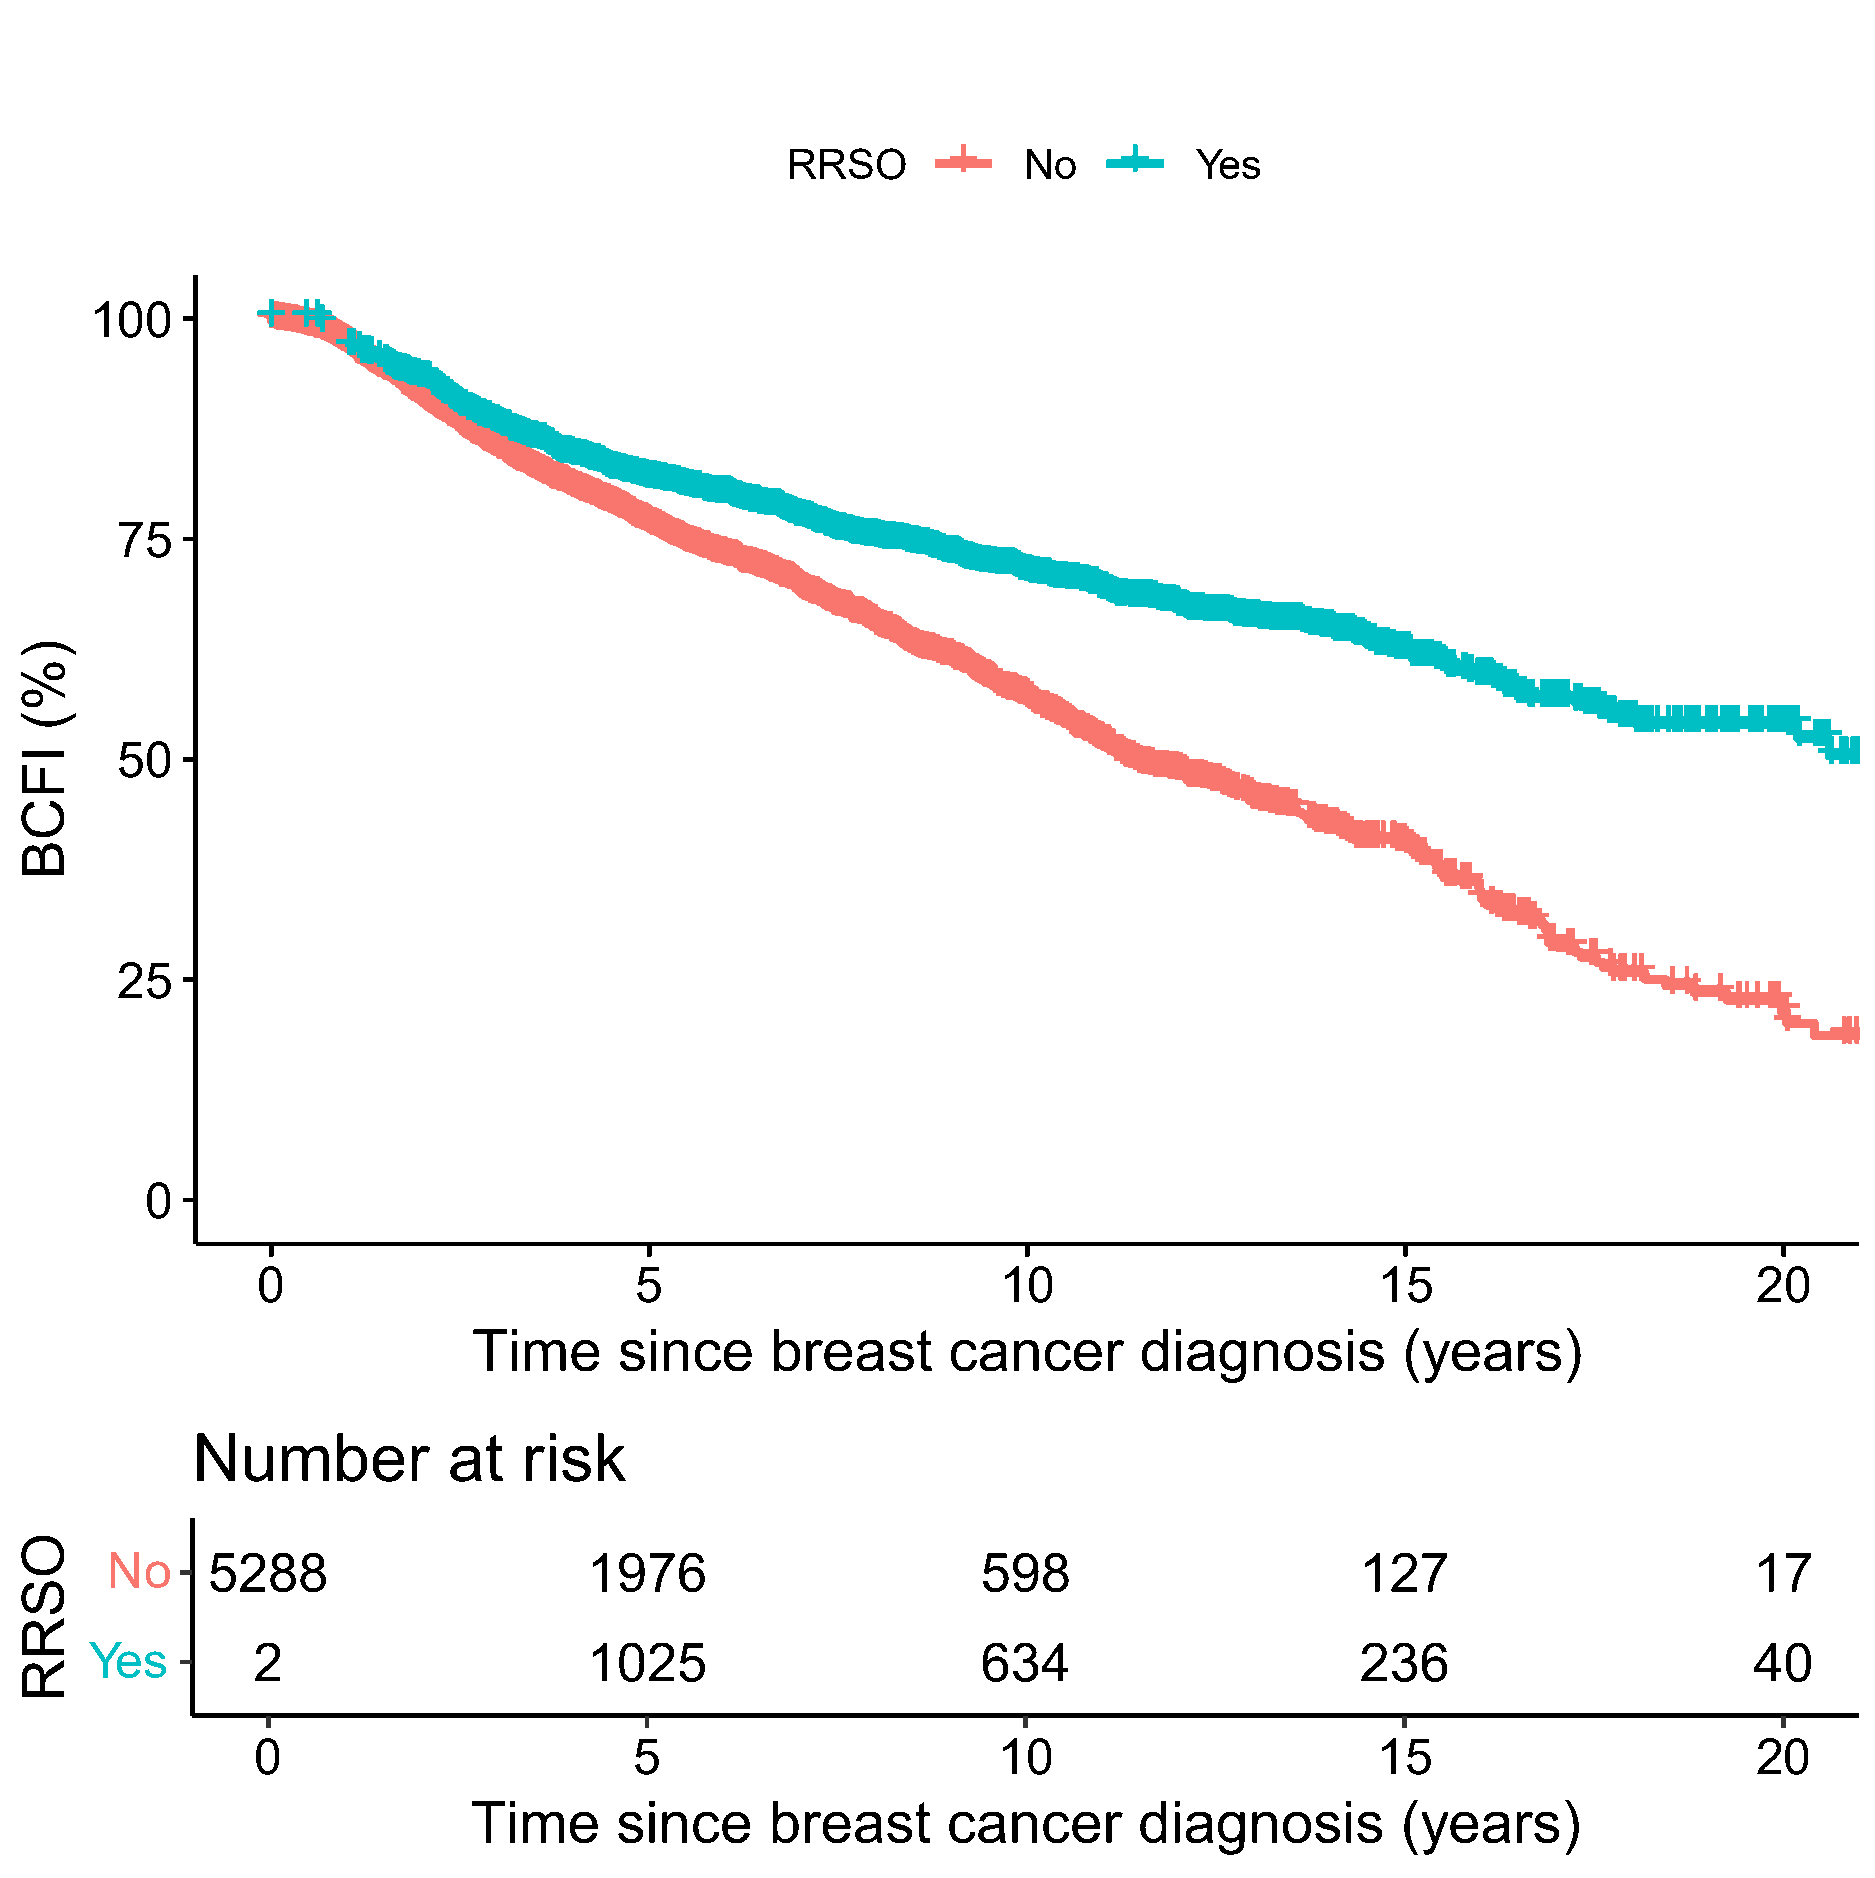 RRSO No Yes
100
75
50
25
0
BCFI (%)
0 5 10 15 20
Time since breast cancer diagnosis (years)
Number at risk
RRSO
No 5288 1976 598 127 17
Yes 2 1025 634 236 40
0 5 10 15 20
Time since breast cancer diagnosis (years)